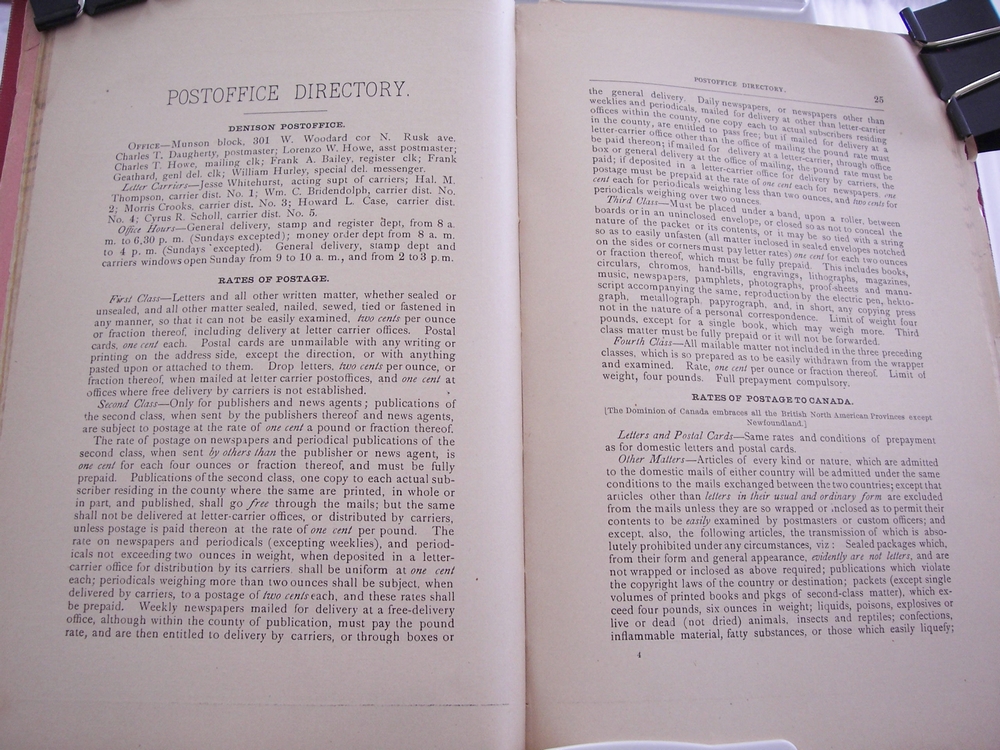 POSTOFFICE DIRECTORY.
DENISON POSTOFFICE.
OFFICE—Munson block, 301 W. Woodard cor N. Rusk ave.
Charles T. Daugherty, postmaster; Lorenzo W. Howe, asst postmaster;
Charles T. Howe, mailing clk; Frank A. Bailey, register clk; Frank
Geathard, genl del. clk; William Hurley, special del. messenger.
Letter Carriers—Jesse Whitehurst, acting supt of carriers; Hal. M.
Thompson, carrier dist. No. 1; Wm. C. Bridendolph, carrier dist. No.
2; Morris Crooks, carrier dist. No. 3; Howard L. Case, carrier dist.
No. 4; Cyrus R. Scholl, carrier dist. No. 5.
Office Hours—General delivery, stamp and register dept, from 8 a.
m. to 6,30 p. m. (Sundays excepted); money order dept from 8 a. m.
to 4 p. m. (Sundays excepted). General delivery, stamp dept and
carriers windows open Sunday from 9 to 10 a. m., and from 2 to 3 p. m.
RATES OF POSTAGE.
First Class—Letters and all other written matter, whether sealed or
unsealed, and all other matter sealed, nailed, sewed, tied or fastened in
any manner, so that it can not be easily examined, two cents per ounce
or fraction thereof, including delivery at letter carrier offices. Postal
cards, one cent each. Postal cards are unmailable with any writing or
printing on the address side, except the direction, or with anything
pasted upon or attached to them. Drop letters, two cents per ounce, or
fraction thereof, when mailed at letter carrier postoffices, and one cent at
offices where free delivery by carriers is not established.
Second Class—Only for publishers and news agents; publications of
the second class, when sent by the publishers thereof and news agents,
are subject to postage at the rate of one cent a pound or fraction thereof.
The rate of postage on newspapers and periodical publications of the
second class, when sent by others than the publisher or news agent, is
one cent for each four ounces or fraction thereof, and must be fully
prepaid. Publications of the second class, one copy to each actual sub-
scriber residing in the county where the same are printed, in whole or
in part, and published, shall go free through the mails; but the same
shall not be delivered at letter-carrier offices, or distributed by carriers,
unless postage is paid thereon at the rate of one cent per pound. The
rate on newspapers and periodicals (excepting weeklies), and period-
icals not exceeding two ounces in weight, when deposited in a letter-
carrier office for distribution by its carriers. shall be uniform at one cent
each; periodicals weighing more than two ounces shall be subject, when
delivered by carriers, to a postage of two cents each, and these rates shall
be prepaid. Weekly newspapers mailed for delivery at a free-delivery
office, although within the county of publication, must pay the pound
rate, and are then entitled to delivery by carriers, or through boxes or
POSTOFFICE DIRECTORY. 25
the general delivery. Daily newspapers, or newspapers other than
weeklies and periodicals, mailed for delivery at other than letter-carrier
offices within the county, one copy each to actual subscribers residing
in the county, are entitled to pass free; but if mailed for delivery at a
letter-carrier office other than the office of mailing the pound rate must
be paid thereon; if mailed for delivery at a letter-carrier, through office
box or general delivery at the office of mailing, the pound rate must be
paid; if deposited in a letter-carrier office for delivery by carriers, the
postage must be prepaid at the rate of one cent each for newspapers, one
cent each for periodicals weighing less than two ounces, and two cents for
periodicals weighing over two ounces.
Third Class—Must be placed under a band, upon a roller, between
boards or in an uninclosed envelope, or closed so as not to conceal the
nature of the packet or its contents, or it may be so tied with a string
so as to easily unfasten (all matter inclosed in sealed envelopes notched
on the sides or corners must pay letter rates) one cent for each two ounces
or fraction thereof, which must be fully prepaid. This includes books,
circulars, chromos, hand-bills, engravings, lithographs, magazines,
music, newspapers, pamphlets, photographs, proof-sheets and manu-
script accompanying the same, reproduction by the electric pen, hekto-
graph, metallograph, papyrograph, and, in short, any copying press
not in the nature of a personal correspondence. Limit of weight four
pounds, except for a single book, which may weigh more. Third
class matter must be fully prepaid or it will not be forwarded.
Fourth Class—All mailable matter not included in the three preceding
classes, which is so prepared as to be easily withdrawn from the wrapper
and examined. Rate, one cent per ounce or fraction thereof. Limit of
weight, four pounds. Full prepayment compulsory.
RATES OF POSTAGE TO CANADA.
[The Dominion of Canada embraces all the British North American Provinces except
Newfoundland.]
Letters and Postal Cards—Same rates and conditions of prepayment
as for domestic letters and postal cards.
Other Matters—Articles of every kind or nature, which are admitted
to the domestic mails of either country will be admitted under the same
conditions to the mails exchanged between the two countries; except that
articles other than letters in their usual and ordinary form are excluded
from the mails unless they are so wrapped or inclosed as to permit their
contents to be easily examined by postmasters or custom officers; and
except, also, the following articles, the transmission of which is abso-
lutely prohibited under any circumstances, viz: Sealed packages which,
from their form and general appearance, evidently are not letters, and are
not wrapped or inclosed as above required; publications which violate
the copyright laws of the country or destination; packets (except single
volumes of printed books and pkgs of second-class matter), which ex-
ceed four pounds, six ounces in weight; liquids, poisons, explosives or
live or dead (not dried) animals, insects and reptiles; confections,
inflammable material, fatty substances, or those which easily liquefy;
4